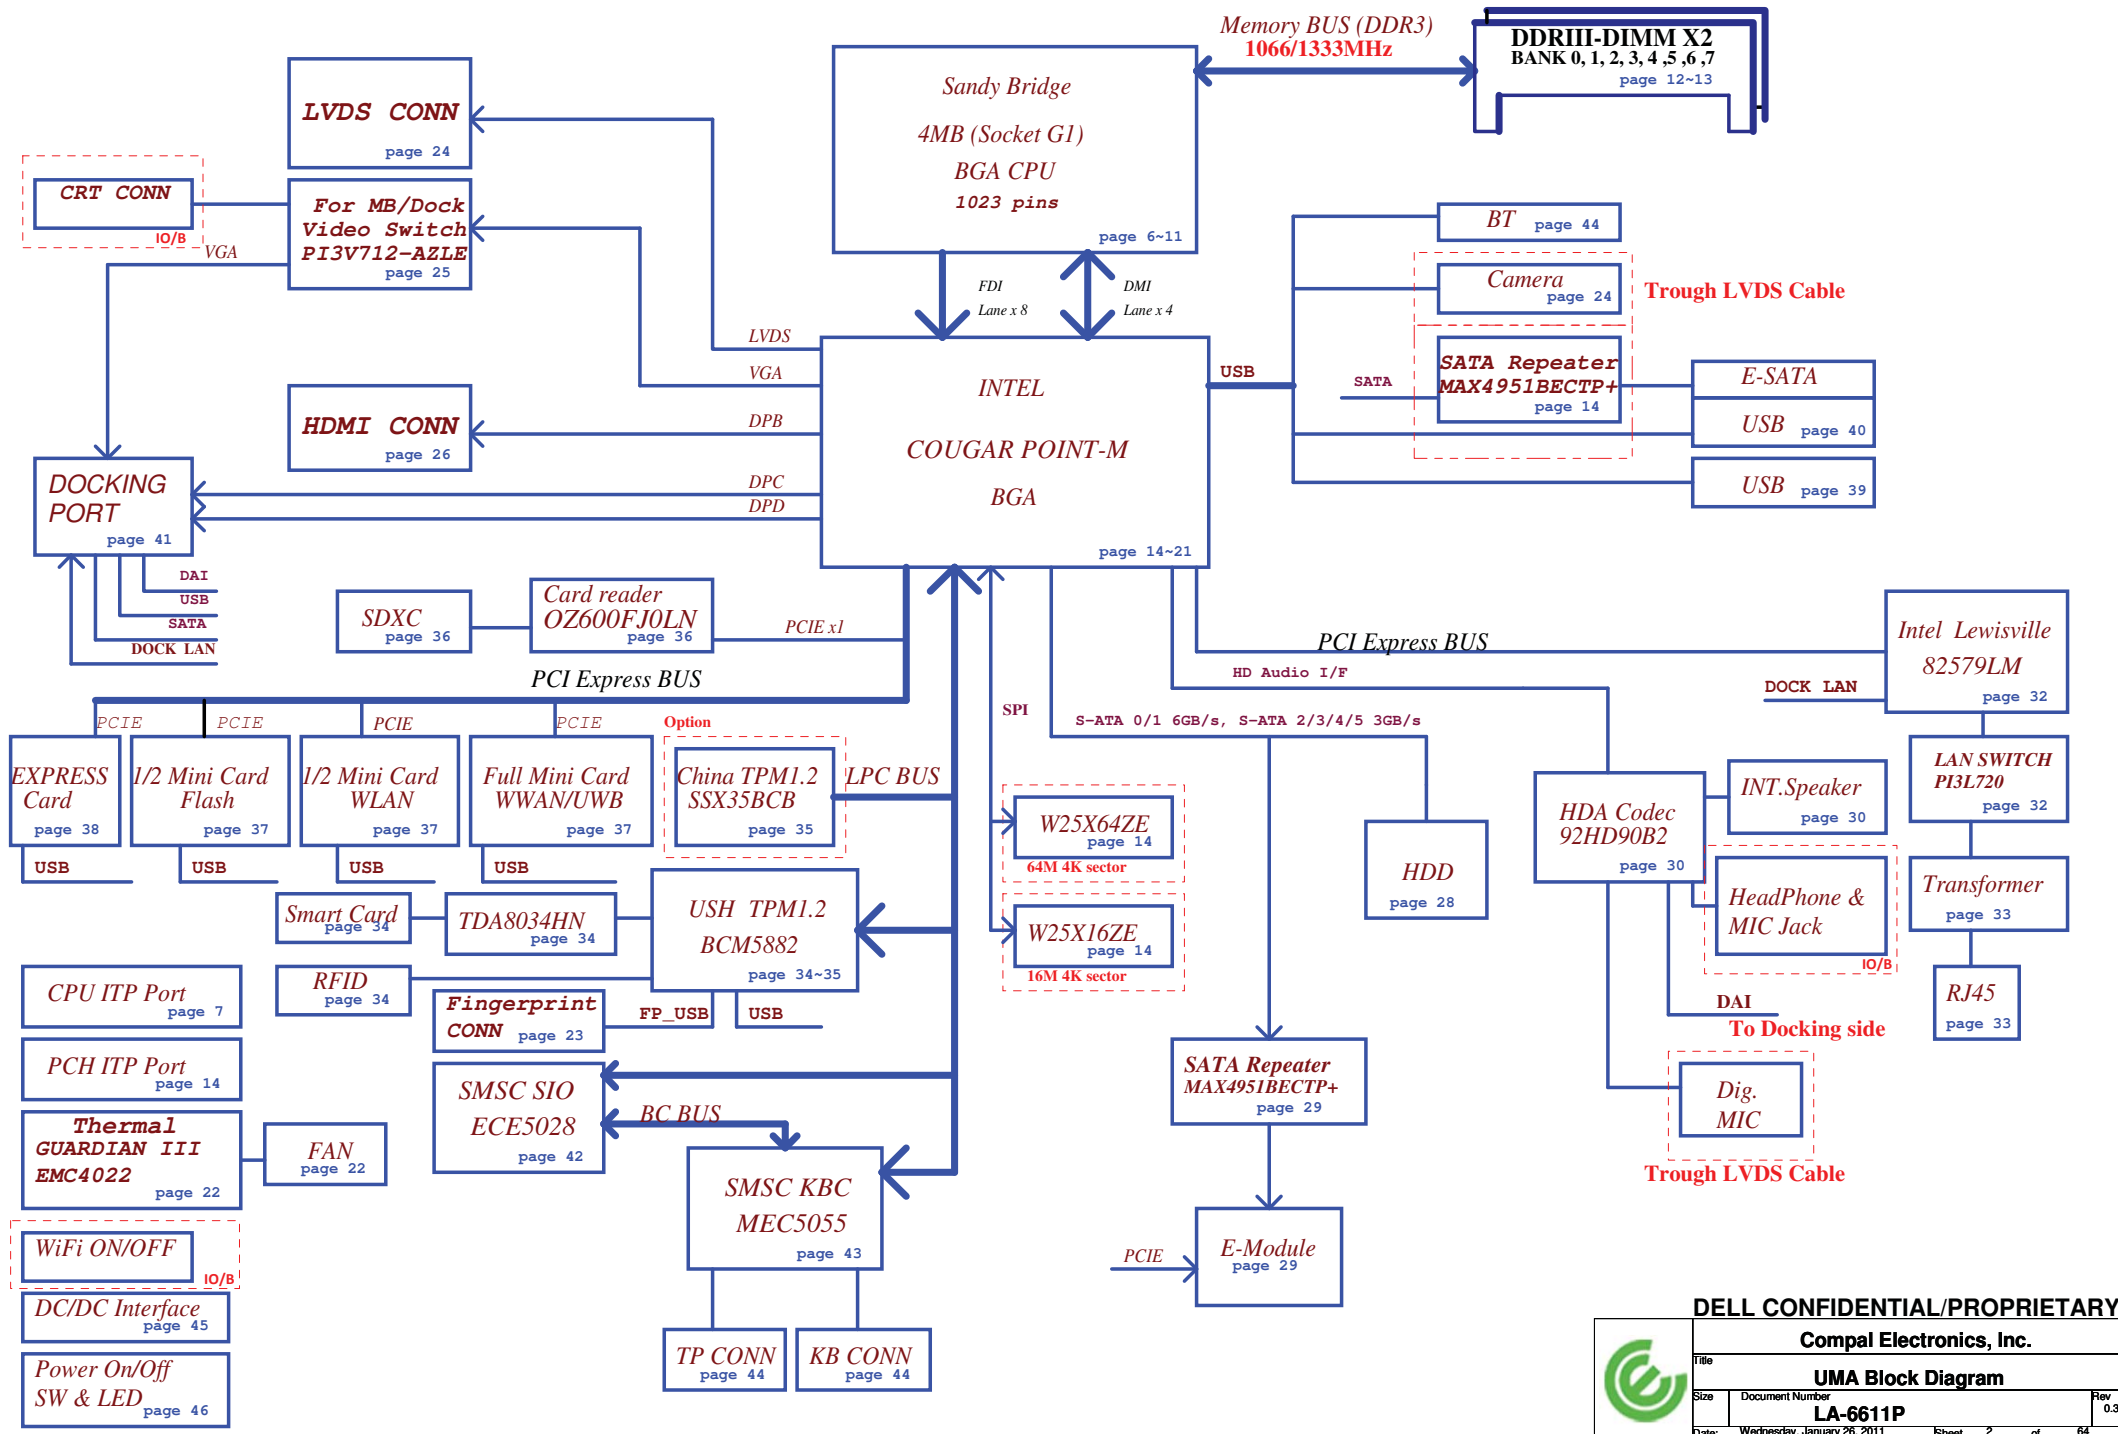 Memory BUS (DDR3)
1066/1333MHz
DDRIII-DIMM X2
BANK 0, 1, 2, 3, 4 ,5 ,6 ,7
page 12~13
Sandy Bridge
4MB (Socket G1)
BGA CPU
1023 pins
page 6~11
LVDS CONN
page 24
CRT CONN
IO/B
For MB/Dock
Video Switch
PI3V712-AZLE
page 25
VGA
FDI
Lane x 8
DMI
Lane x 4
BT page 44
Camera
page 24
Trough LVDS Cable
LVDS
VGA
DPB
DPC
DPD
INTEL
COUGAR POINT-M
BGA
page 14~21
USB
SATA
SATA Repeater
MAX4951BECTP+
page 14
E-SATA
USB page 40
USB page 39
HDMI CONN
page 26
DOCKING
PORT
page 41
DAI
USB
SATA
DOCK LAN
SDXC
page 36
Card reader
OZ600FJ0LN
page 36
PCIE x1
PCI Express BUS
PCI Express BUS
HD Audio I/F
Intel Lewisville
82579LM
page 32
DOCK LAN
SPI
S-ATA 0/1 6GB/s, S-ATA 2/3/4/5 3GB/s
PCIE
PCIE
PCIE
PCIE
Option
EXPRESS
Card
page 38
1/2 Mini Card
Flash
page 37
1/2 Mini Card
WLAN
page 37
Full Mini Card
WWAN/UWB
page 37
China TPM1.2
SSX35BCB
page 35
LPC BUS
USB
USB
USB
USB
W25X64ZE
page 14
64M 4K sector
W25X16ZE
page 14
16M 4K sector
HDD
page 28
HDA Codec
92HD90B2
page 30
INT.Speaker
page 30
LAN SWITCH
PI3L720
page 32
HeadPhone &
MIC Jack
IO/B
Transformer
page 33
RJ45
page 33
DAI
To Docking side
Dig.
MIC
Trough LVDS Cable
Smart Card
page 34
TDA8034HN
page 34
USH TPM1.2
BCM5882
page 34~35
RFID
page 34
Fingerprint
CONN page 23
FP_USB
USB
CPU ITP Port
page 7
PCH ITP Port
page 14
Thermal
GUARDIAN III
EMC4022
page 22
FAN
page 22
SMSC SIO
ECE5028
page 42
BC BUS
SMSC KBC
MEC5055
page 43
SATA Repeater
MAX4951BECTP+
page 29
PCIE
E-Module
page 29
WiFi ON/OFF
IO/B
DC/DC Interface
page 45
Power On/Off
SW & LED
page 46
TP CONN
page 44
KB CONN
page 44
DELL CONFIDENTIAL/PROPRIETARY
Compal Electronics, Inc.
Title
UMA Block Diagram
Size Document Number Rev
LA-6611P 0.3
Date: Wednesday, January 26, 2011 Sheet 2 of 64